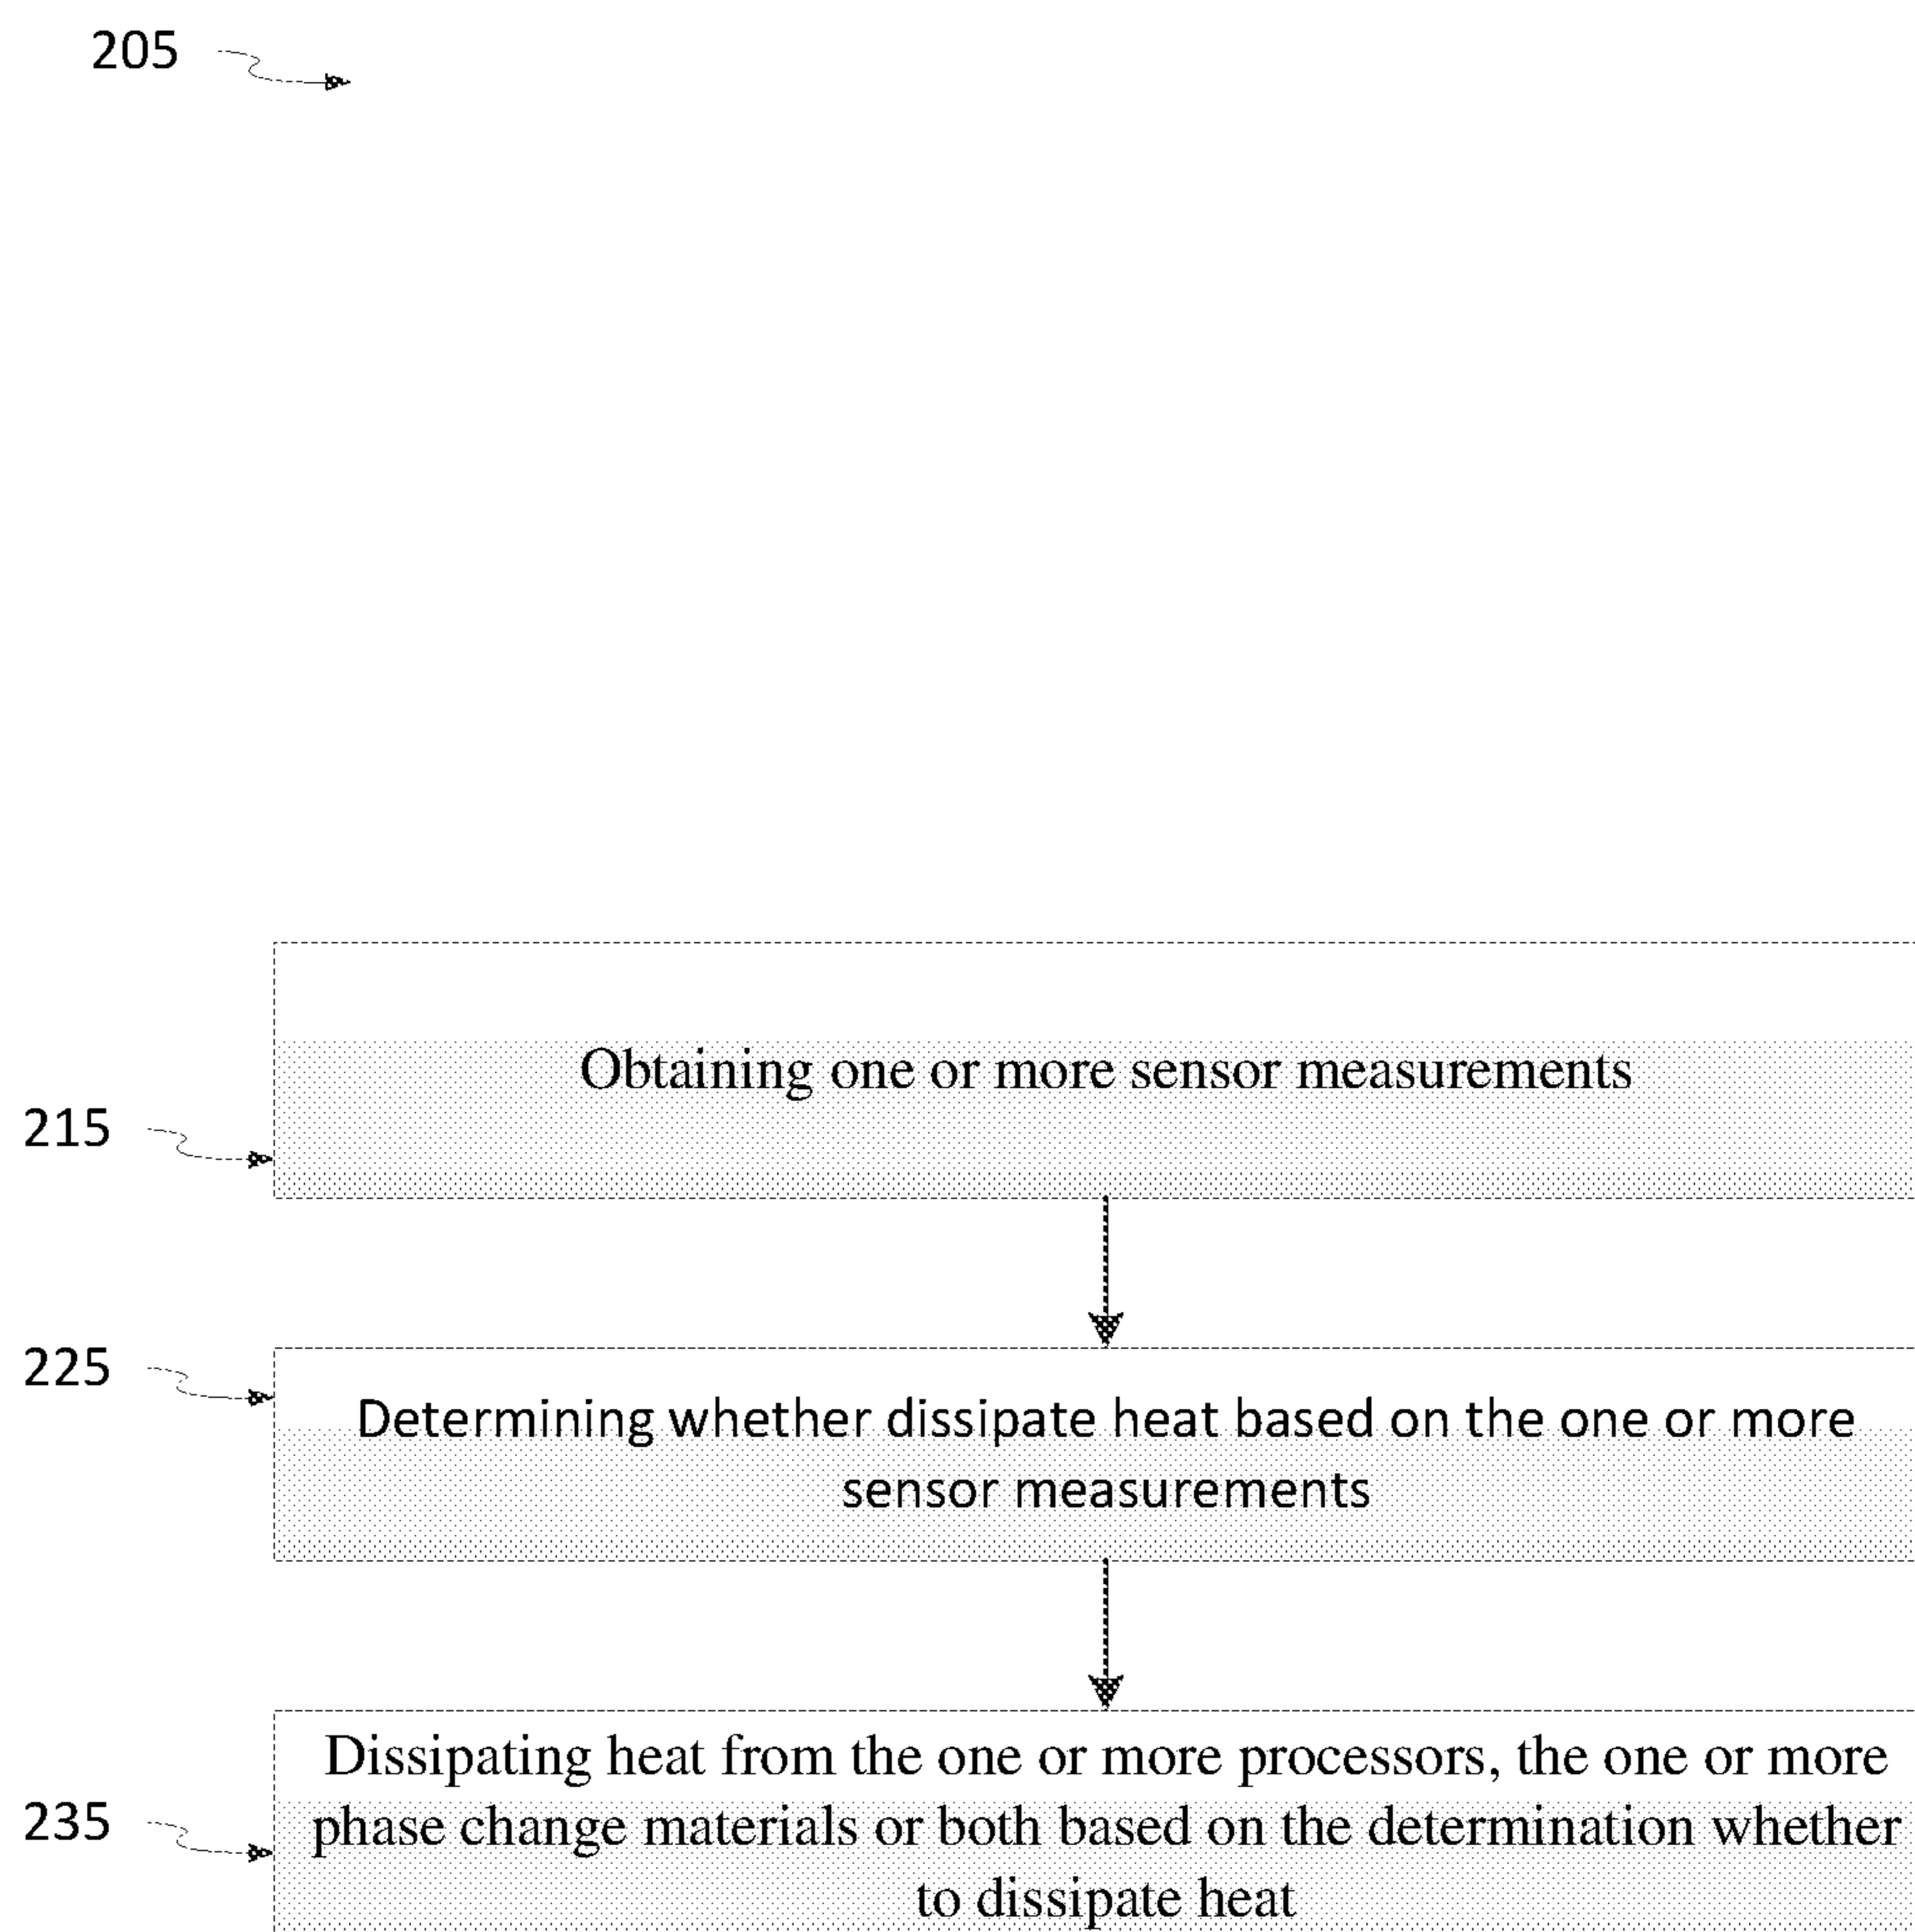 205
Obtaining one or more sensor measurements
215
225
Determining whether dissipate heat based on the one or more
sensor measurements
Dissipating heat from the one or more processors, the one or more
235
phase change materials or both based on the determination whether
to dissipate heat